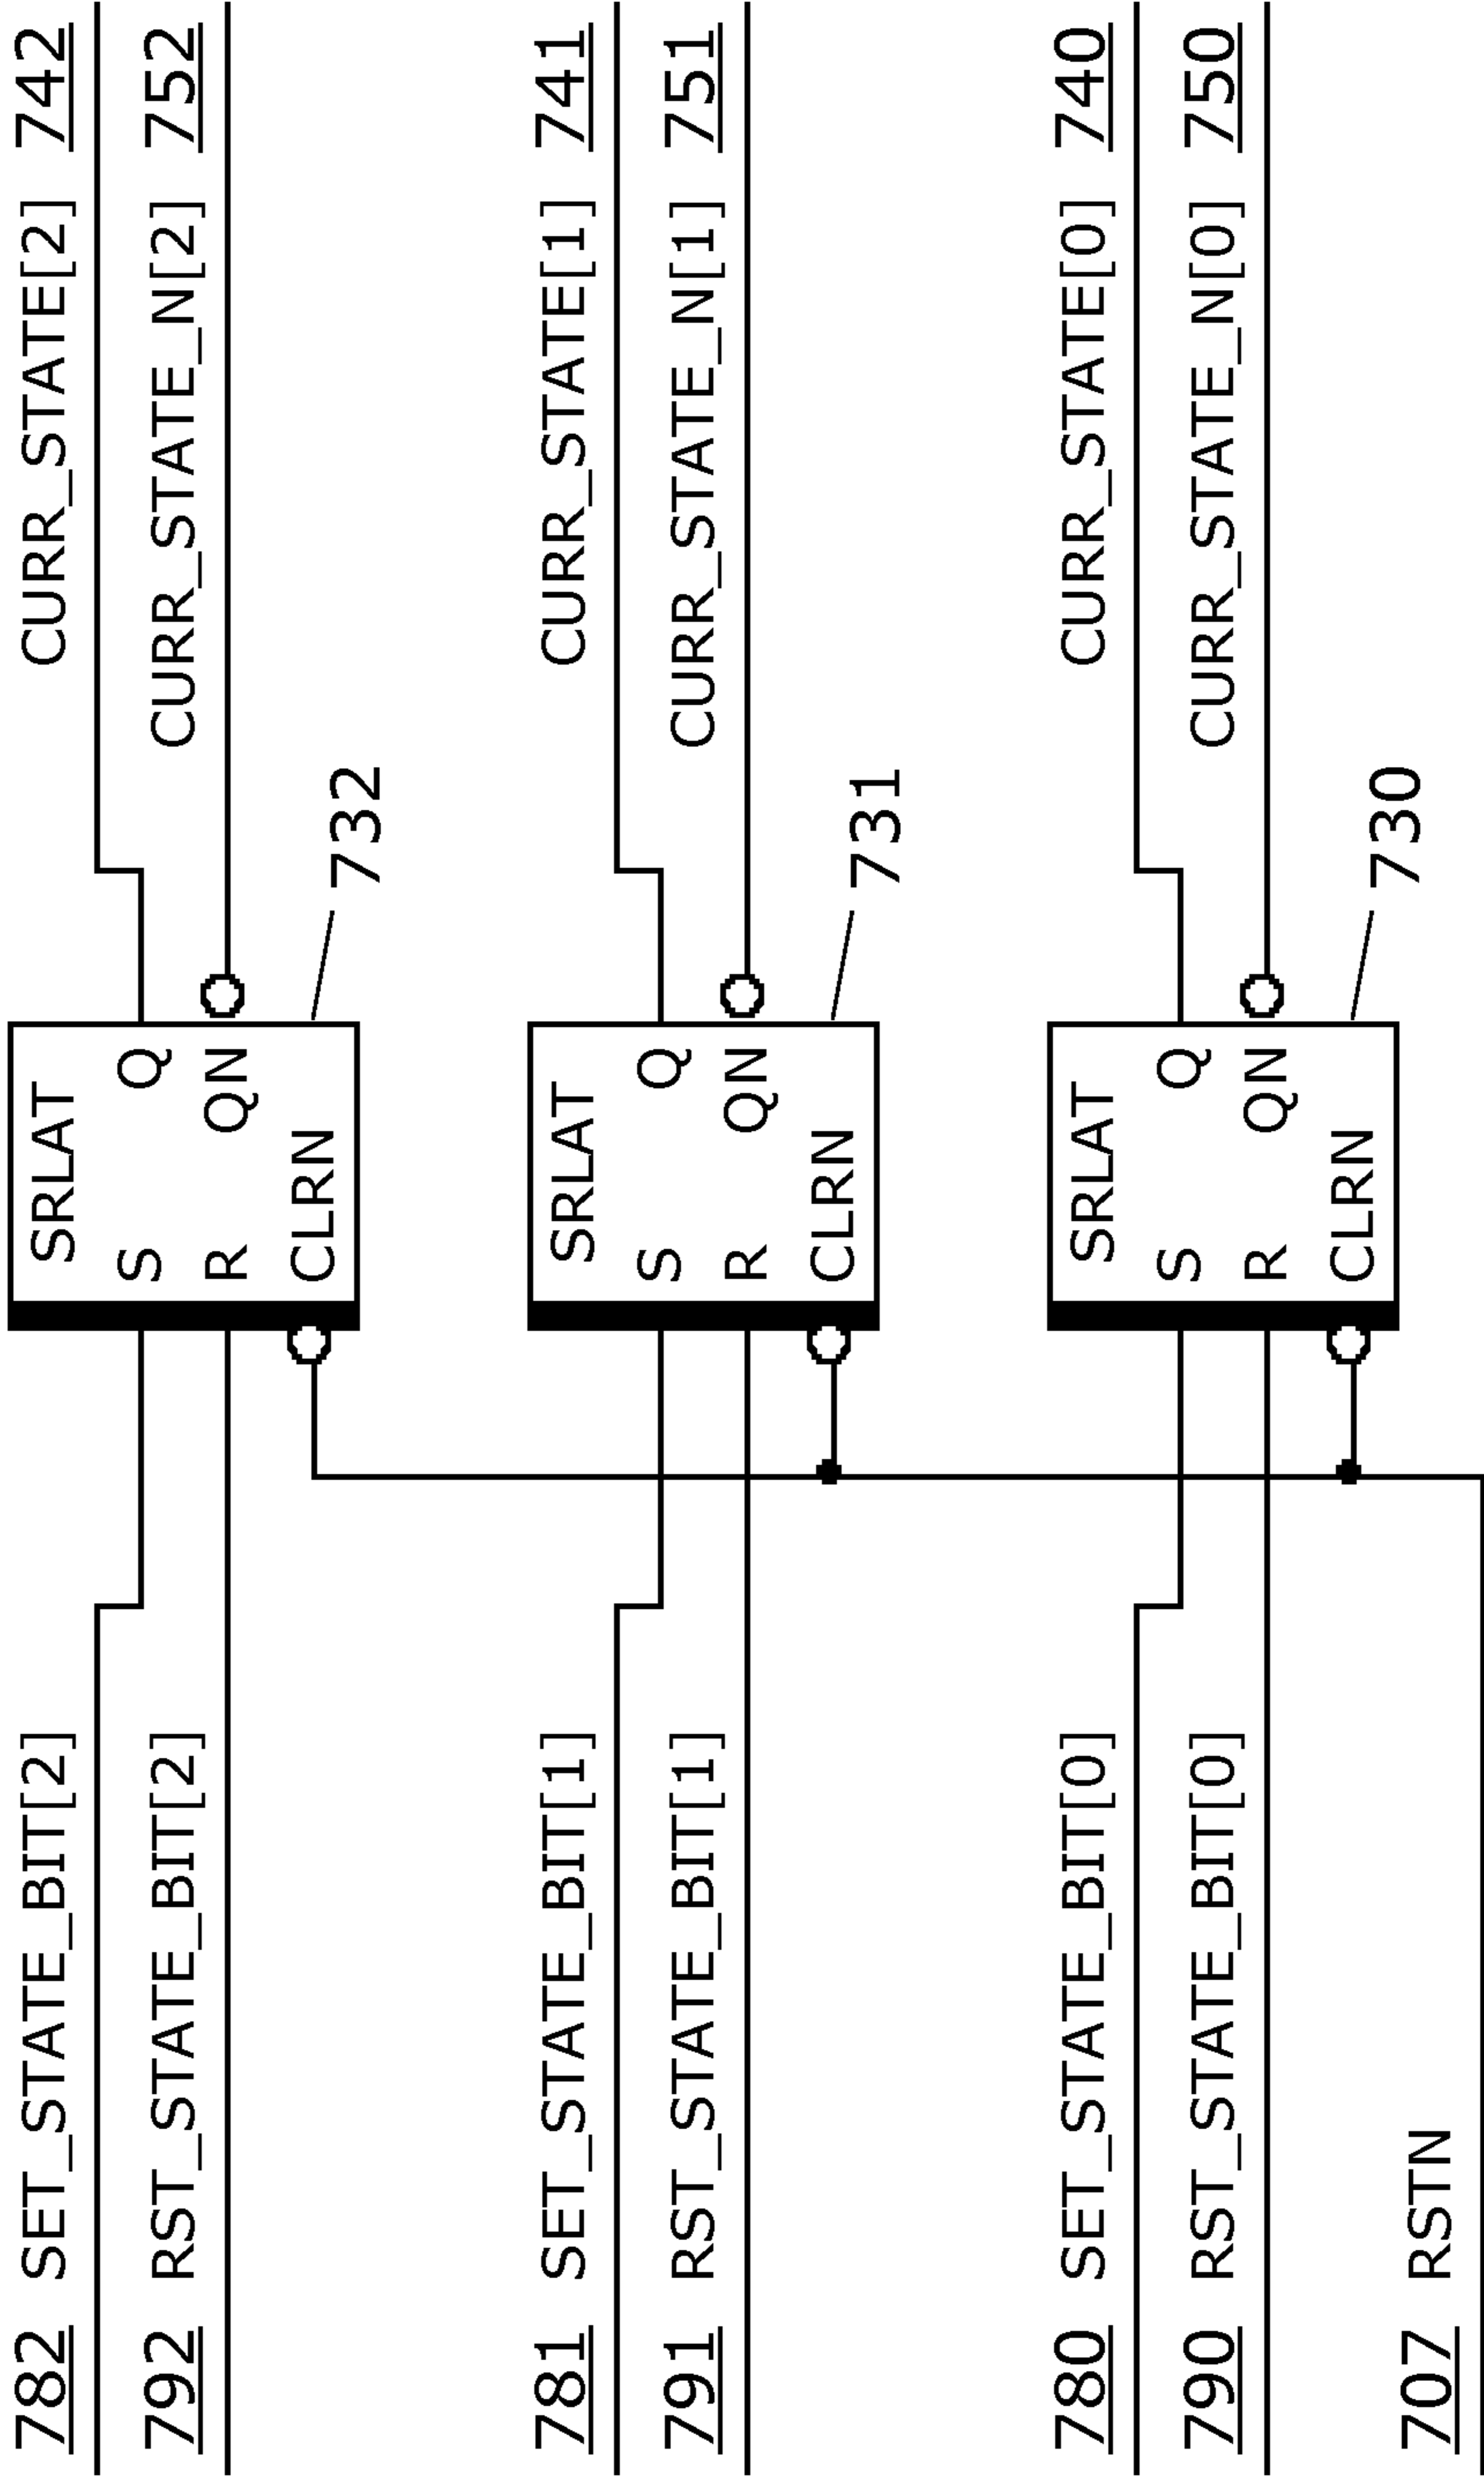 782 SET_STATE_BIT[2]
SRLAT
CURR_STATE[2] 742
S Q
792 RST_STATE_BIT[2]
R QN
CURR_STATE_N[2] 752
CLRN
732
781 SET_STATE_BIT[1]
SRLAT
CURR_STATE[1] 741
S Q
791 RST_STATE_BIT[1]
R QN
CURR_STATE_N[1] 751
CLRN
731
780 SET_STATE_BIT[0]
SRLAT
CURR_STATE[0] 740
S Q
790 RST_STATE_BIT[0]
R QN
CURR_STATE_N[0] 750
CLRN
730
707 RSTN